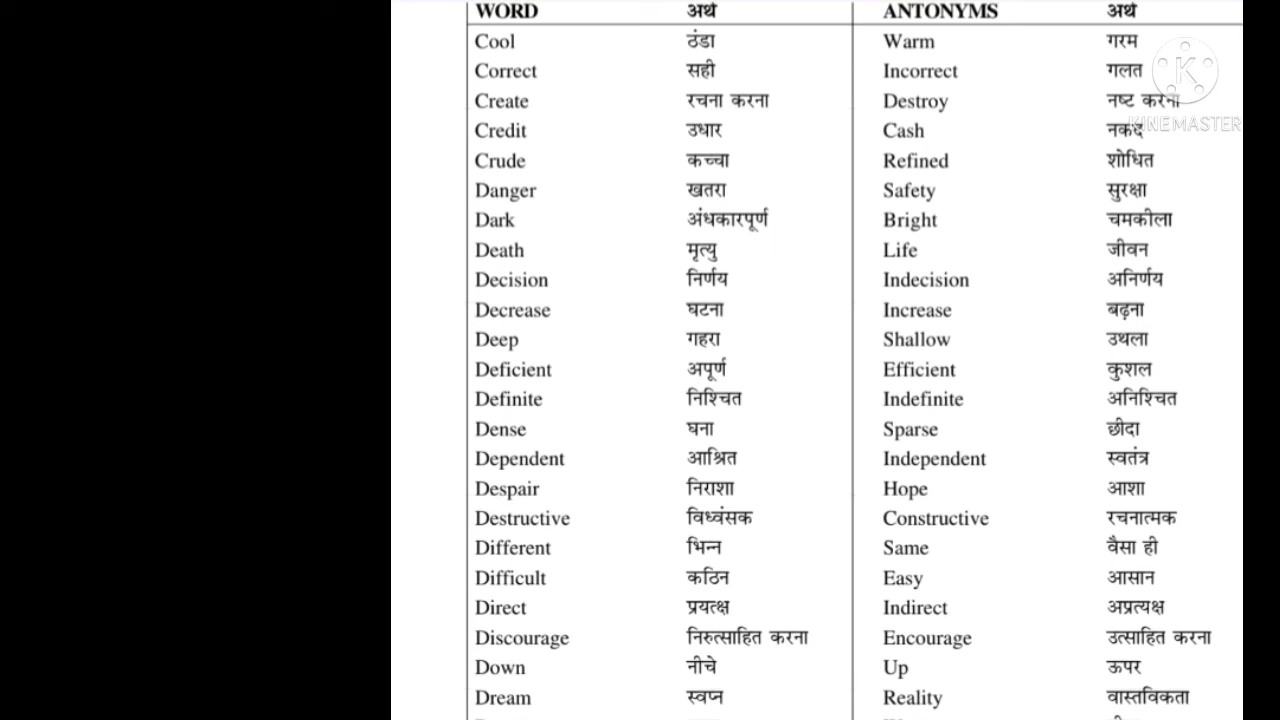 WORD अर्थ ANTONYMS अर्थ
Cool ठंडा Warm गरम
Correct सही Incorrect गलत
Create रचना करना Destroy नष्ट करना
Credit उधार Cash नकद
KINEMASTER
Crude कच्चा Refined शोधित
Danger खतरा Safety सुरक्षा
Dark अंधकारपूर्ण Bright चमकीला
Death मृत्यु Life जीवन
Decision निर्णय Indecision अनिर्णय
Decrease घटना Increase बढ़ना
Deep गहरा Shallow उथला
Deficient अपूर्ण Efficient कुशल
Definite निश्चित Indefinite अनिश्चित
Dense घना Sparse छीदा
Dependent आश्रित Independent स्वतंत्र
Despair निराशा Hope आशा
Destructive विध्वंसक Constructive रचनात्मक
Different भिन्न Same वैसा ही
Difficult कठिन Easy आसान
Direct प्रयत्क्ष Indirect अप्रत्यक्ष
Discourage निरुत्साहित करना Encourage उत्साहित करना
Down नीचे Up ऊपर
Dream स्वप्न Reality वास्तविकता